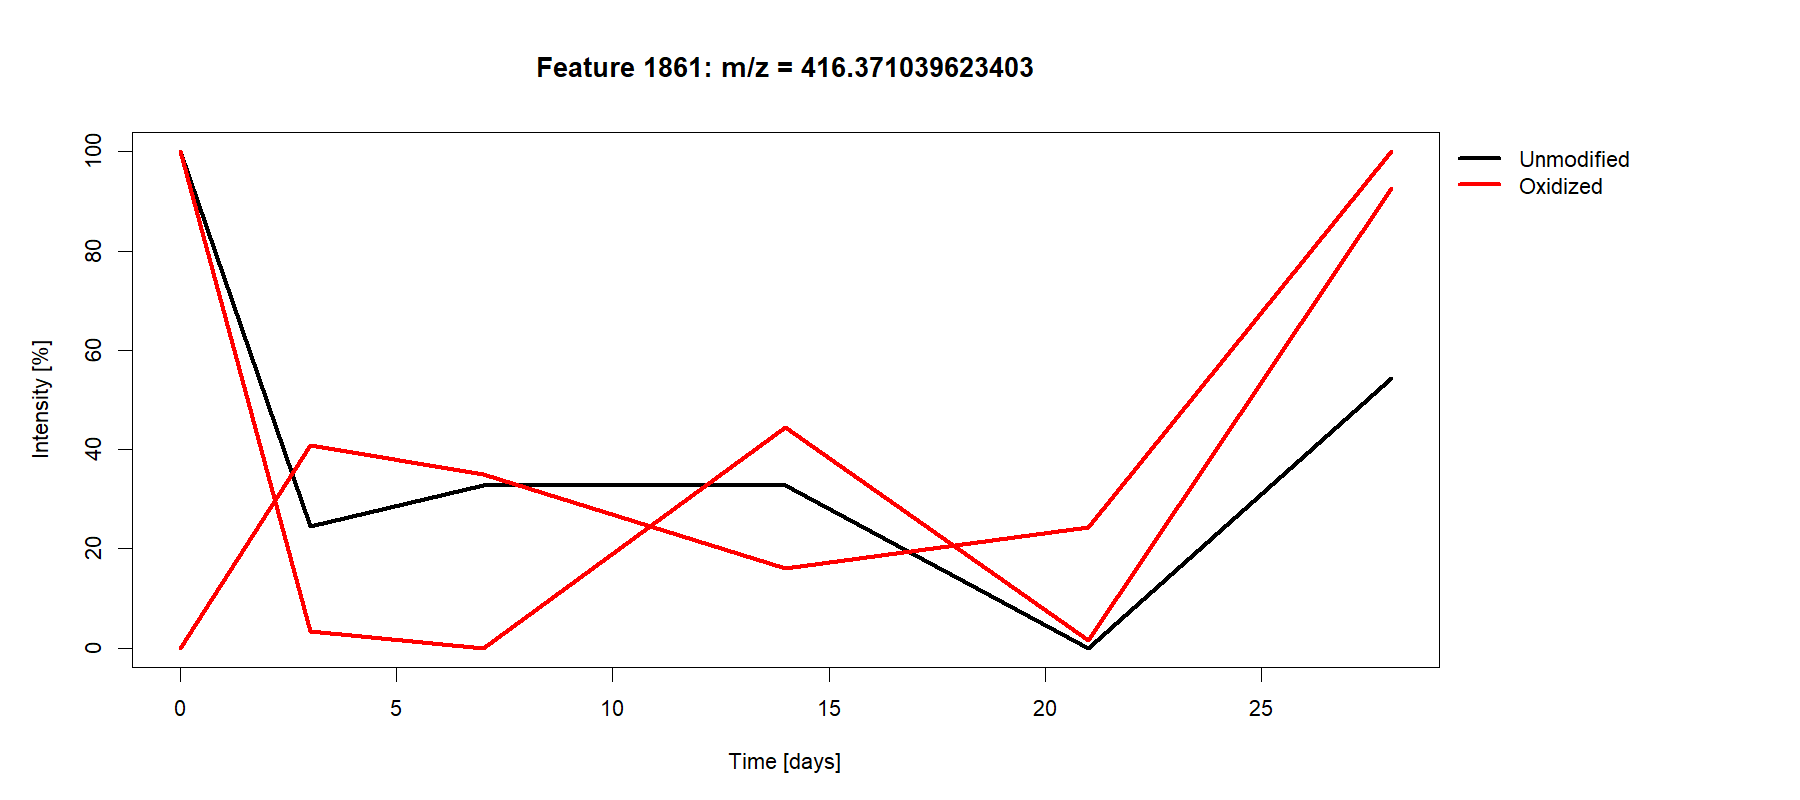 Feature 1861: m/z = 416.371039623403
100
80
60
40
20
0
Intensity [%]
0 5 10 15 20 25
Time [days]
Unmodified
Oxidized